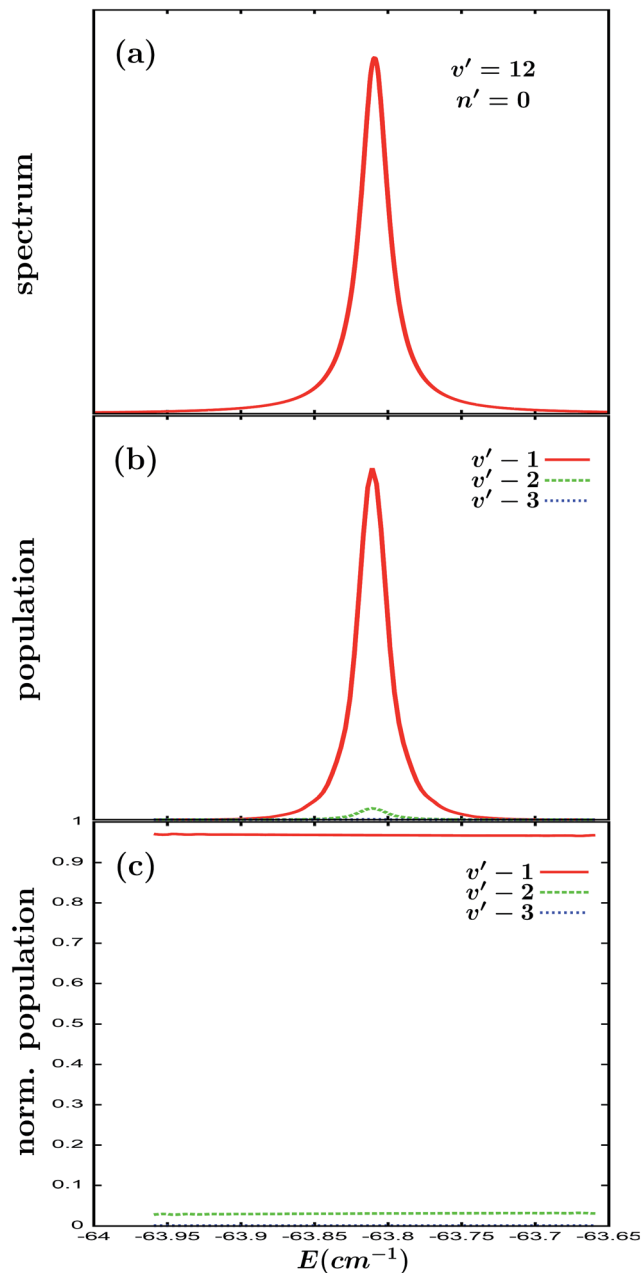 (a)
v′ = 12
n′ = 0
spectrum
(b)
v′ − 1
v′ − 2
v′ − 3
population
1
0.9
0.8
0.7
0.6
0.5
0.4
0.3
0.2
0.1
0
(c)
v′ − 1
v′ − 2
v′ − 3
norm. population
-64 -63.95 -63.9 -63.85 -63.8 -63.75 -63.7 -63.65
E(cm⁻¹)